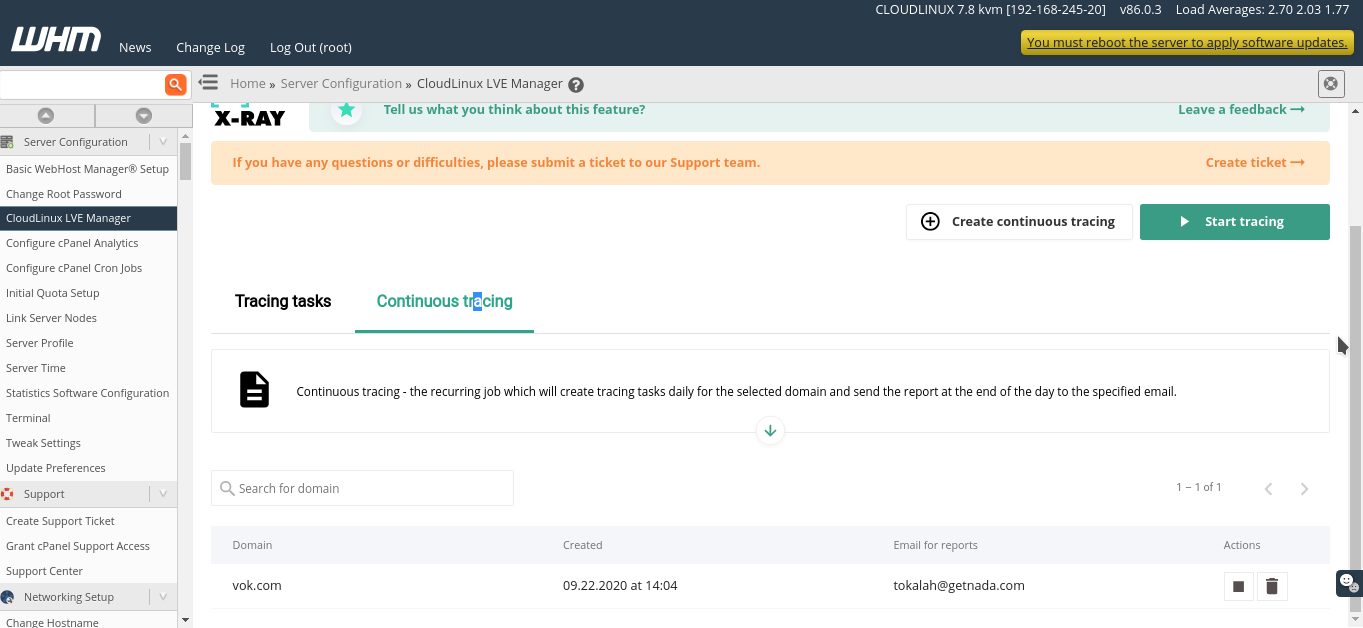 CLOUDLINUX 7.8 kvm [192-168-245-20] v86.0.3 Load Averages: 2.70 2.03 1.77
WHM
News Change Log Log Out (root)
You must reboot the server to apply software updates.
Home » Server Configuration » CloudLinux LVE Manager
Server Configuration
Basic WebHost Manager® Setup
Change Root Password
CloudLinux LVE Manager
Configure cPanel Analytics
Configure cPanel Cron Jobs
Initial Quota Setup
Link Server Nodes
Server Profile
Server Time
Statistics Software Configuration
Terminal
Tweak Settings
Update Preferences
Support
Create Support Ticket
Grant cPanel Support Access
Support Center
Networking Setup
Change Hostname
X-RAY
Tell us what you think about this feature? Leave a feedback
If you have any questions or difficulties, please submit a ticket to our Support team. Create ticket
Create continuous tracing Start tracing
Tracing tasks Continuous tracing
Continuous tracing - the recurring job which will create tracing tasks daily for the selected domain and send the report at the end of the day to the specified email.
Search for domain 1 – 1 of 1
Domain Created Email for reports Actions
vok.com 09.22.2020 at 14:04 tokalah@getnada.com